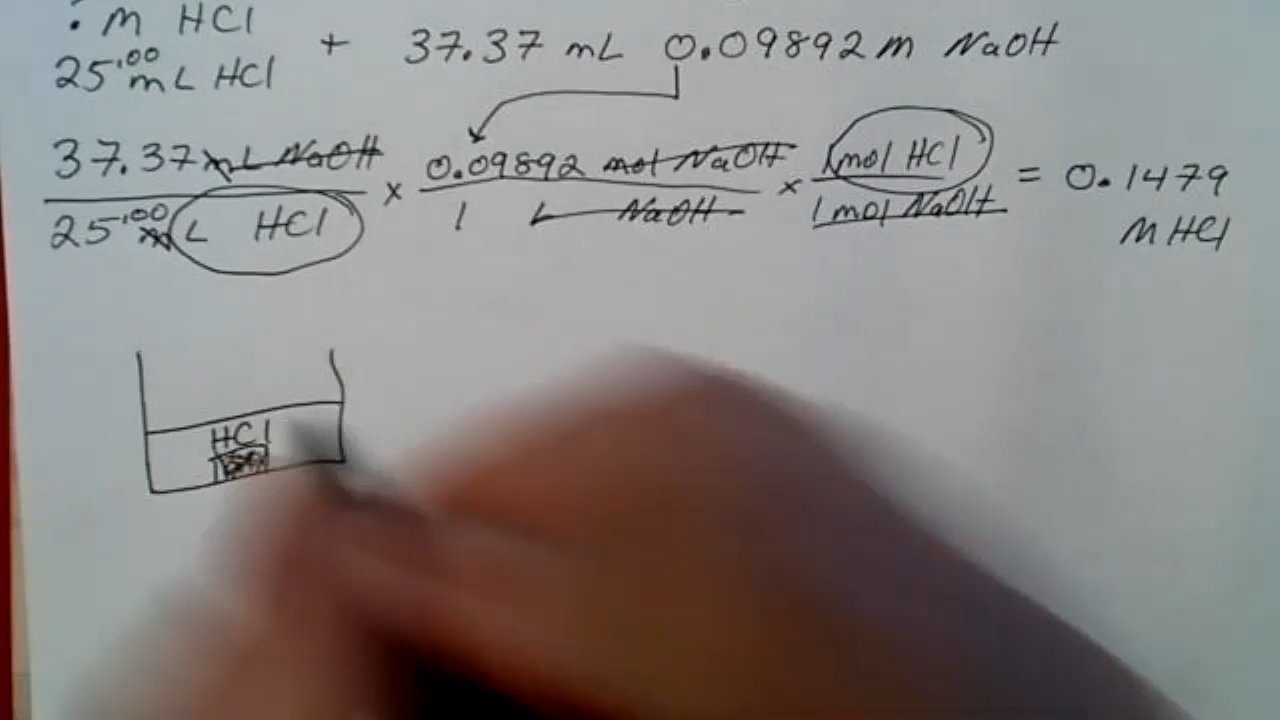 ? M HCl
25.00 mL HCl + 37.37 mL 0.09892 M NaOH
37.37 mL NaOH / 25.00 mL HCl × 0.09892 mol NaOH / 1 L NaOH × 1 mol HCl / 1 mol NaOH = 0.1479
M HCl
HCl